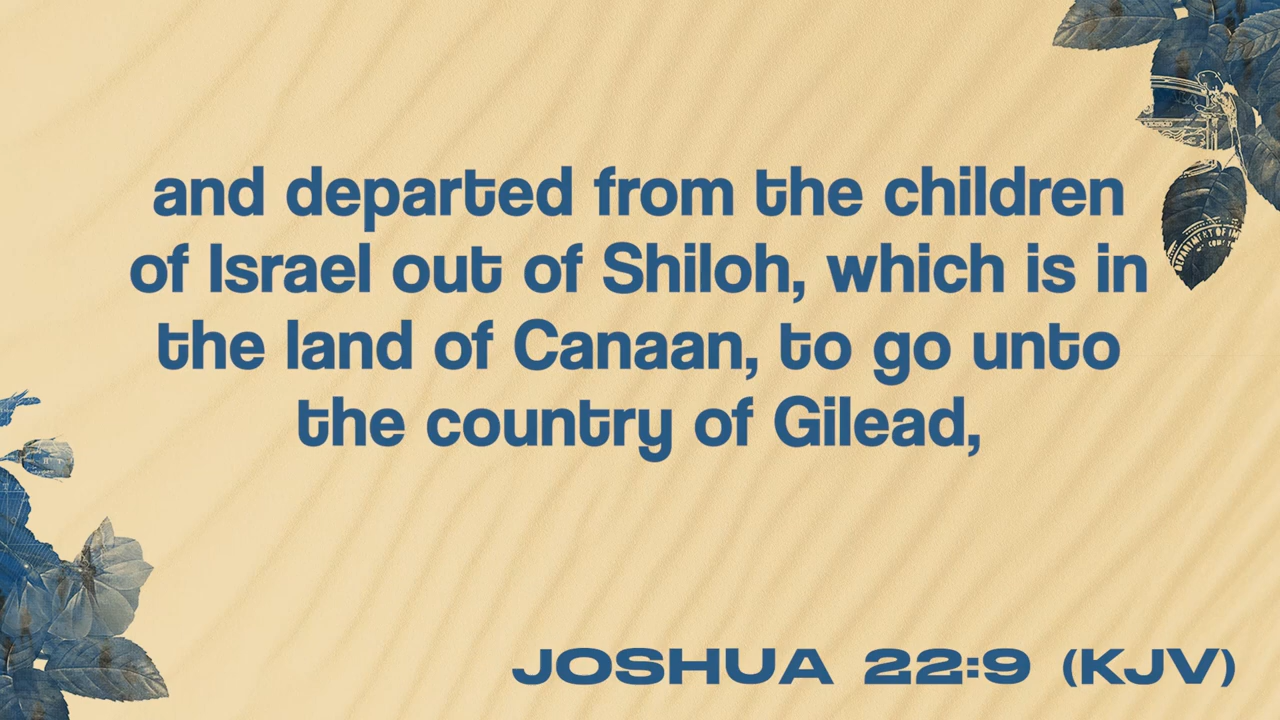 and departed from the children
of Israel out of Shiloh, which is in
the land of Canaan, to go unto
the country of Gilead,
JOSHUA 22:9 (KJV)